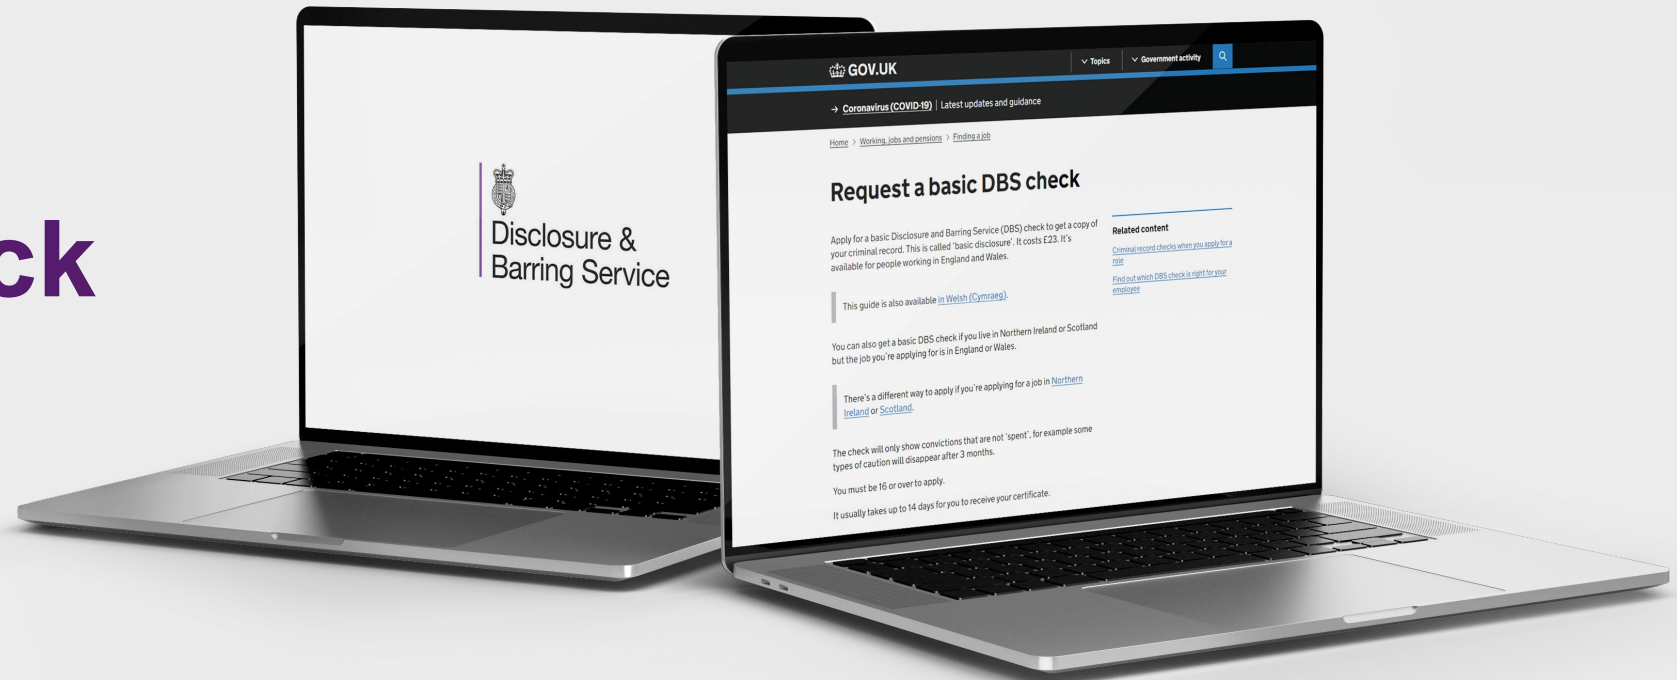 ck
Disclosure &
Barring Service
GOV.UK
Topics
Government activity
→ Coronavirus (COVID-19) | Latest updates and guidance
Home > Working, jobs and pensions > Finding a job
Request a basic DBS check
Apply for a basic Disclosure and Barring Service (DBS) check to get a copy of
your criminal record. This is called ‘basic disclosure’. It costs £23. It’s
available for people working in England and Wales.
This guide is also available in Welsh (Cymraeg).
You can also get a basic DBS check if you live in Northern Ireland or Scotland
but the job you’re applying for is in England or Wales.
There’s a different way to apply if you’re applying for a job in Northern
Ireland or Scotland.
The check will only show convictions that are not ‘spent’, for example some
types of caution will disappear after 3 months.
You must be 16 or over to apply.
It usually takes up to 14 days for you to receive your certificate.
Related content
Criminal record checks when you apply for a
role
Find out which DBS check is right for your
employee